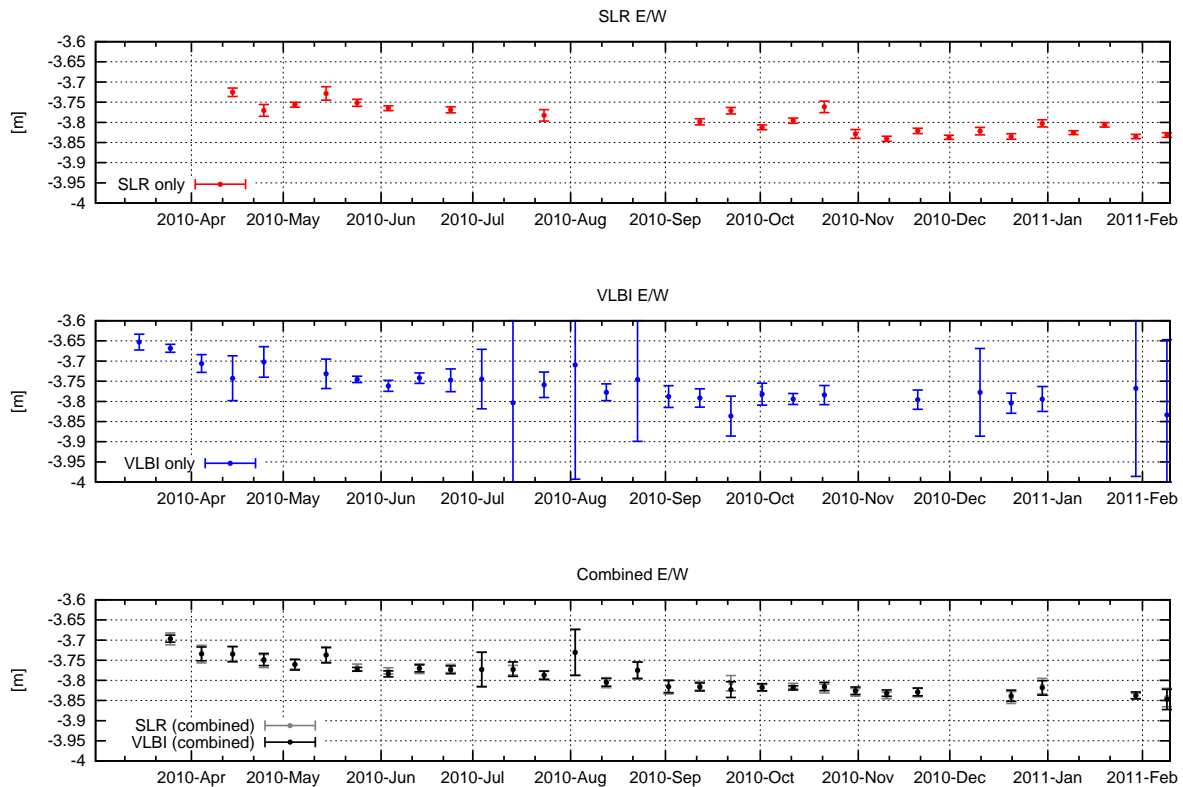 SLR E/W
-3.6
-3.65
-3.7
-3.75
-3.8
-3.85
-3.9
-3.95
-4
[m]
SLR only
2010-Apr 2010-May 2010-Jun 2010-Jul 2010-Aug 2010-Sep 2010-Oct 2010-Nov 2010-Dec 2011-Jan 2011-Feb
VLBI E/W
-3.6
-3.65
-3.7
-3.75
-3.8
-3.85
-3.9
-3.95
-4
[m]
VLBI only
2010-Apr 2010-May 2010-Jun 2010-Jul 2010-Aug 2010-Sep 2010-Oct 2010-Nov 2010-Dec 2011-Jan 2011-Feb
Combined E/W
-3.6
-3.65
-3.7
-3.75
-3.8
-3.85
-3.9
-3.95
-4
[m]
SLR (combined)
VLBI (combined)
2010-Apr 2010-May 2010-Jun 2010-Jul 2010-Aug 2010-Sep 2010-Oct 2010-Nov 2010-Dec 2011-Jan 2011-Feb